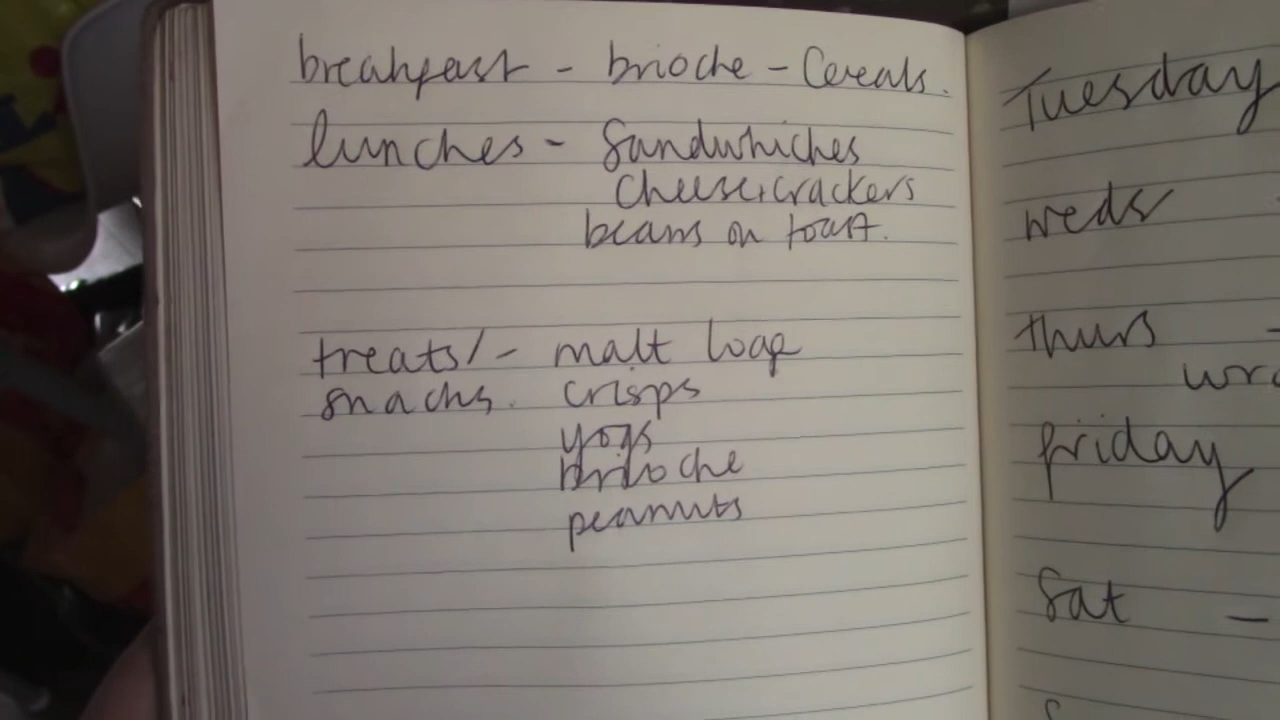 breakfast - brioche - Cereals.
lunches - Sandwhiches
Cheese+crackers
beans on toast.
treats/ - malt loaf
snacks. crisps
yogs
brioche
peanuts
Tuesday
weds
thurs -
friday
Sat -